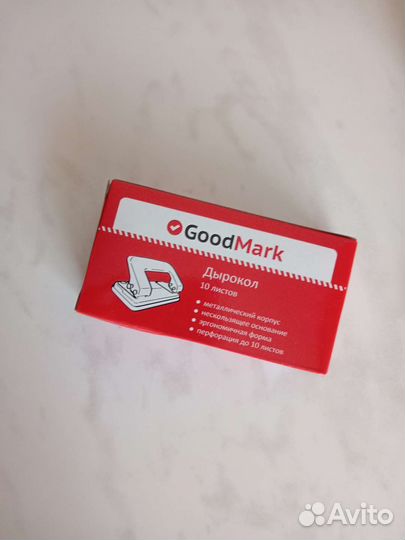 GoodMark
Дырокол
10 листов
• металлический корпус
• нескользящее основание
• эргономичная форма
• перфорация до 10 листов
Avito